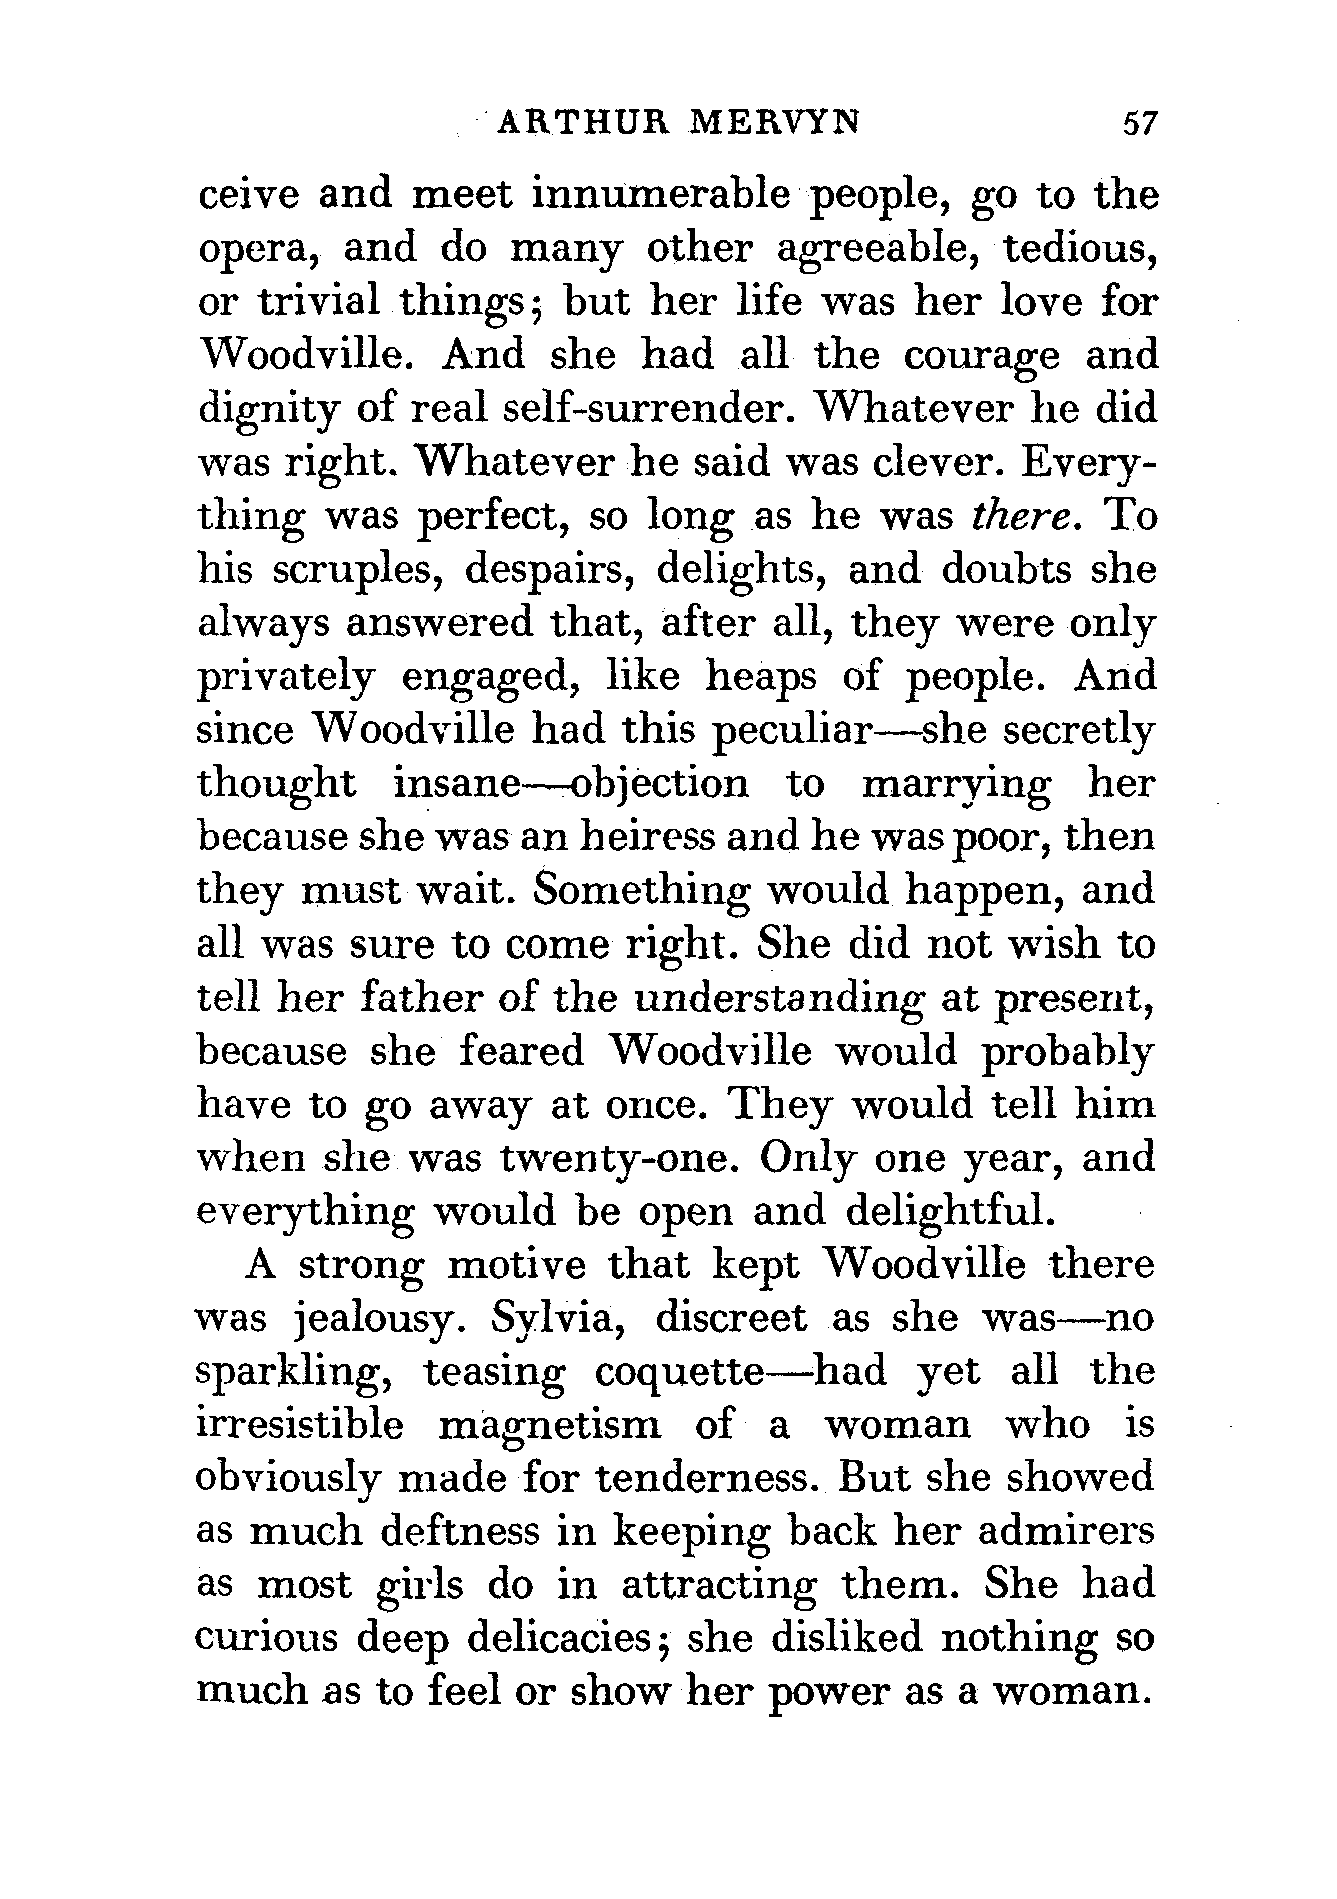 ARTHUR MERVYN 57
ceive and meet innumerable people, go to the
opera, and do many other agreeable, tedious,
or trivial things; but her life was her love for
Woodville. And she had all the courage and
dignity of real self-surrender. Whatever he did
was right. Whatever he said was clever. Every-
thing was perfect, so long as he was there. To
his scruples, despairs, delights, and doubts she
always answered that, after all, they were only
privately engaged, like heaps of people. And
since Woodville had this peculiar—she secretly
thought insane—objection to marrying her
because she was an heiress and he was poor, then
they must wait. Something would happen, and
all was sure to come right. She did not wish to
tell her father of the understanding at present,
because she feared Woodville would probably
have to go away at once. They would tell him
when she was twenty-one. Only one year, and
everything would be open and delightful.
A strong motive that kept Woodville there
was jealousy. Sylvia, discreet as she was—no
sparkling, teasing coquette—had yet all the
irresistible magnetism of a woman who is
obviously made for tenderness. But she showed
as much deftness in keeping back her admirers
as most girls do in attracting them. She had
curious deep delicacies; she disliked nothing so
much as to feel or show her power as a woman.